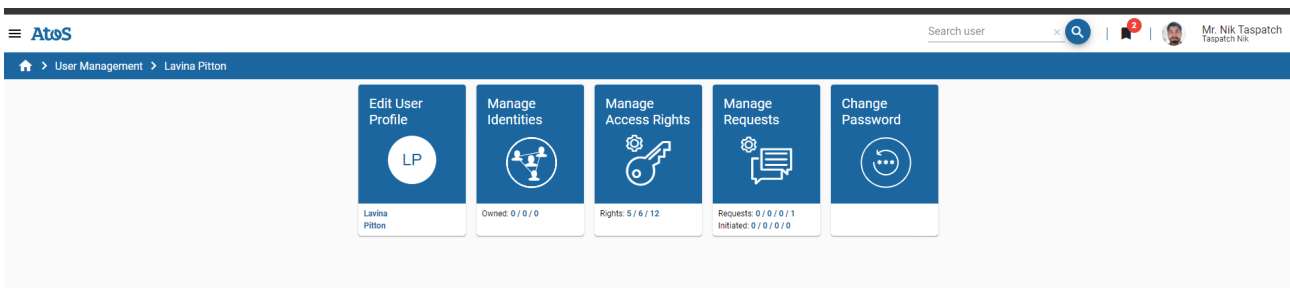 Atos
Search user
2
Mr. Nik Taspatch
Taspatch Nik
User Management > Lavina Pitton
Edit User
Profile
LP
Lavina
Pitton
Manage
Identities
Owned: 0 / 0 / 0
Manage
Access Rights
Rights: 5 / 6 / 12
Manage
Requests
Requests: 0 / 0 / 0 / 1
Initiated: 0 / 0 / 0 / 0
Change
Password